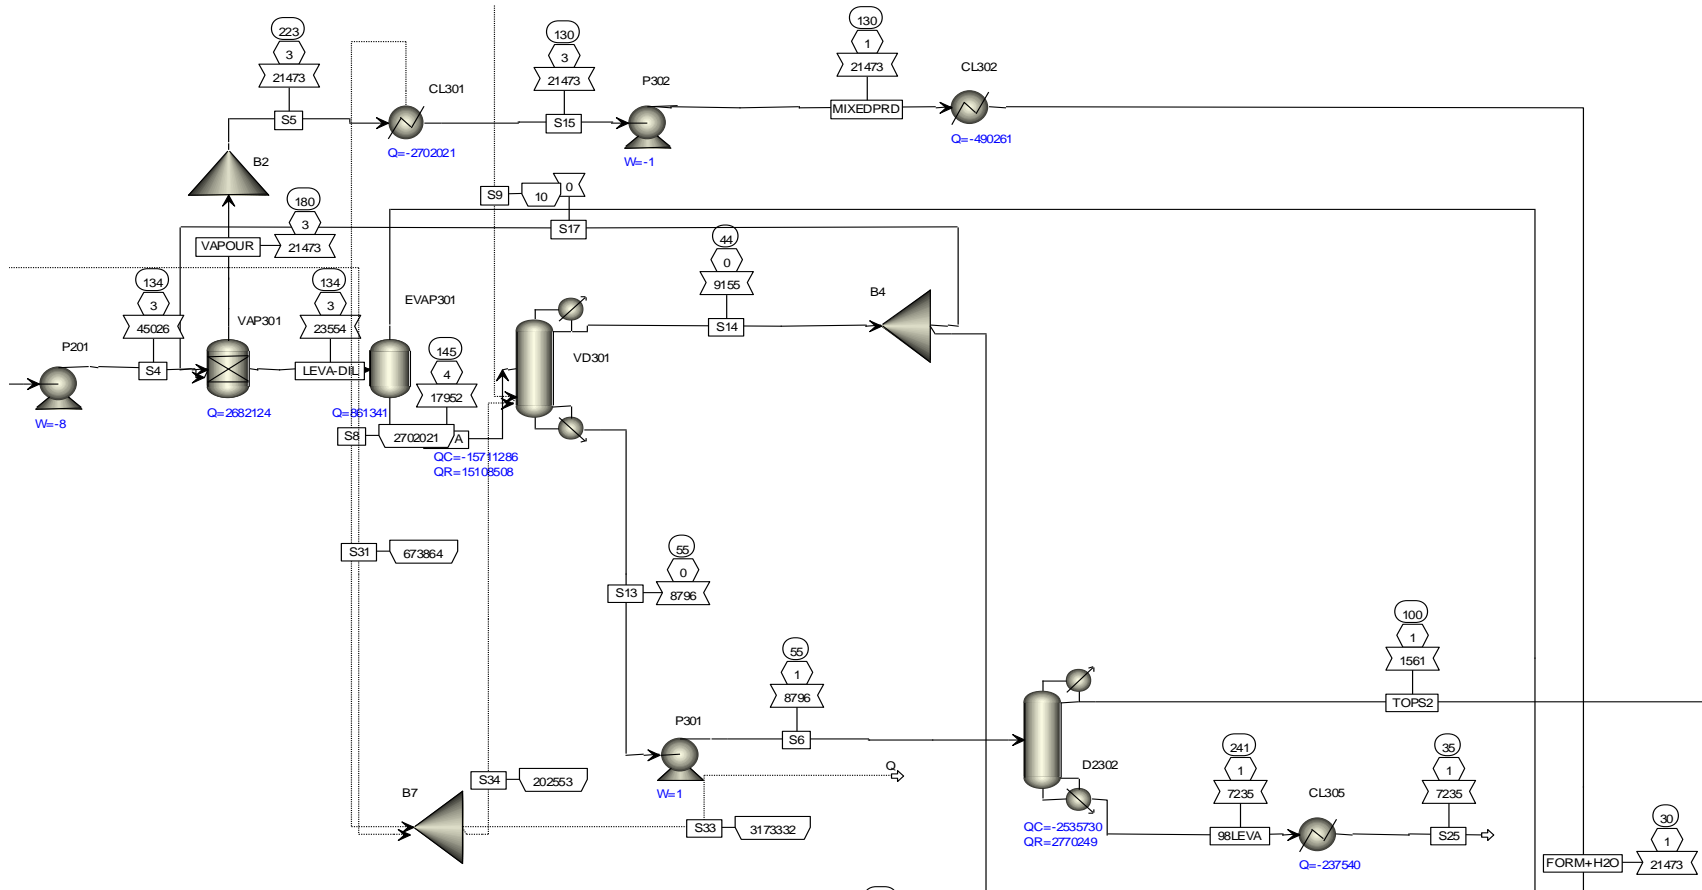 223
3
21473
S5
CL301
Q=-2702021
130
3
21473
S15
P302
W=-1
130
1
21473
MIXEDPRD
CL302
Q=-490261
B2
180
3
21473
VAPOUR
S9
10
0
S17
44
0
9155
S14
B4
134
3
45026
S4
P201
W=-8
VAP301
Q=2682124
134
3
23554
LEVA-DIL
EVAP301
Q=861341
145
4
17952
A
S8
2702021
VD301
QC=-15711286
QR=15108508
S31
673864
55
0
8796
S13
55
1
8796
S6
P301
W=1
Q
S34
202553
B7
S33
3173332
100
1
1561
TOPS2
D2302
QC=-2535730
QR=2770249
241
1
7235
98LEVA
CL305
Q=-237540
35
1
7235
S25
30
1
21473
FORM+H2O